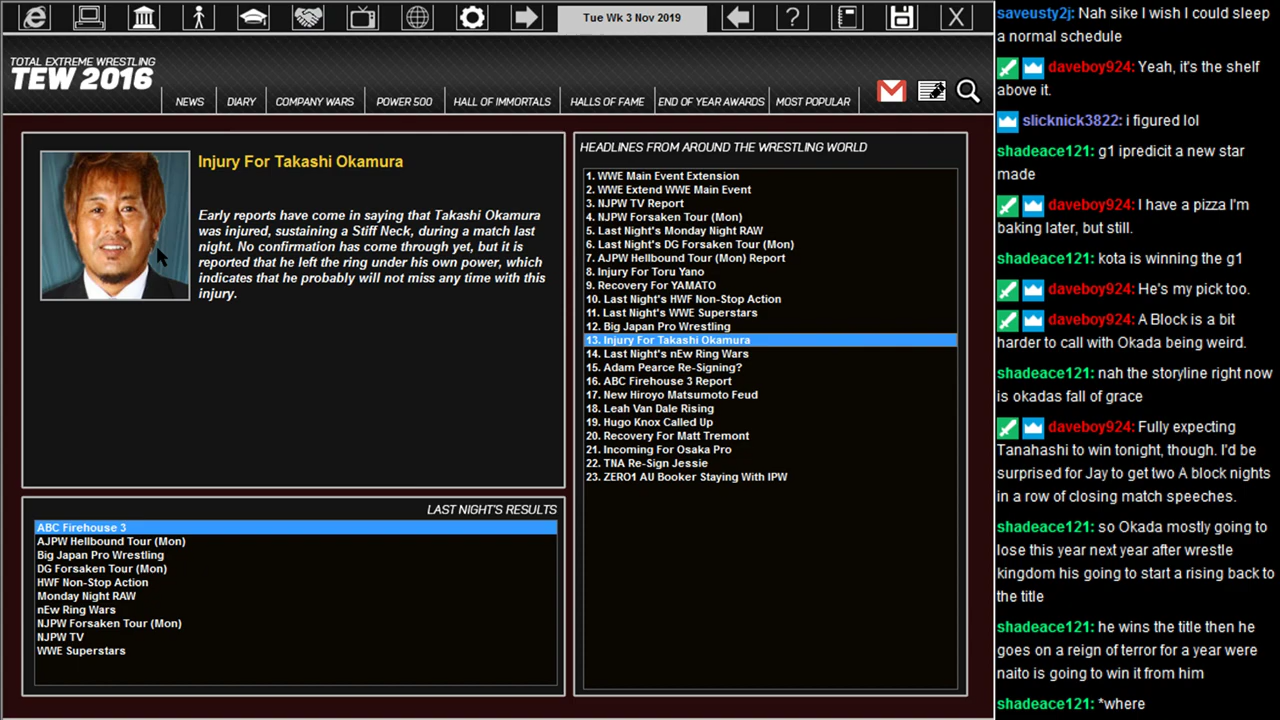 Tue Wk 3 Nov 2019
TOTAL EXTREME WRESTLING
TEW 2016
NEWS
DIARY
COMPANY WARS
POWER 500
HALL OF IMMORTALS
HALLS OF FAME
END OF YEAR AWARDS
MOST POPULAR
Injury For Takashi Okamura
Early reports have come in saying that Takashi Okamura
was injured, sustaining a Stiff Neck, during a match last
night. No confirmation has come through yet, but it is
reported that he left the ring under his own power, which
indicates that he probably will not miss any time with this
injury.
LAST NIGHT'S RESULTS
ABC Firehouse 3
AJPW Hellbound Tour (Mon)
Big Japan Pro Wrestling
DG Forsaken Tour (Mon)
HWF Non-Stop Action
Monday Night RAW
nEw Ring Wars
NJPW Forsaken Tour (Mon)
NJPW TV
WWE Superstars
HEADLINES FROM AROUND THE WRESTLING WORLD
1. WWE Main Event Extension
2. WWE Extend WWE Main Event
3. NJPW TV Report
4. NJPW Forsaken Tour (Mon)
5. Last Night's Monday Night RAW
6. Last Night's DG Forsaken Tour (Mon)
7. AJPW Hellbound Tour (Mon) Report
8. Injury For Toru Yano
9. Recovery For YAMATO
10. Last Night's HWF Non-Stop Action
11. Last Night's WWE Superstars
12. Big Japan Pro Wrestling
13. Injury For Takashi Okamura
14. Last Night's nEw Ring Wars
15. Adam Pearce Re-Signing?
16. ABC Firehouse 3 Report
17. New Hiroyo Matsumoto Feud
18. Leah Van Dale Rising
19. Hugo Knox Called Up
20. Recovery For Matt Tremont
21. Incoming For Osaka Pro
22. TNA Re-Sign Jessie
23. ZERO1 AU Booker Staying With IPW
saveusty2j: Nah sike I wish I could sleep
a normal schedule
daveboy924: Yeah, it's the shelf
above it.
slicknick3822: i figured lol
shadeace121: g1 ipredicit a new star
made
daveboy924: I have a pizza I'm
baking later, but still.
shadeace121: kota is winning the g1
daveboy924: He's my pick too.
daveboy924: A Block is a bit
harder to call with Okada being weird.
shadeace121: nah the storyline right now
is okadas fall of grace
daveboy924: Fully expecting
Tanahashi to win tonight, though. I'd be
surprised for Jay to get two A block nights
in a row of closing match speeches.
shadeace121: so Okada mostly going to
lose this year next year after wrestle
kingdom his going to start a rising back to
the title
shadeace121: he wins the title then he
goes on a reign of terror for a year were
naito is going to win it from him
shadeace121: *where